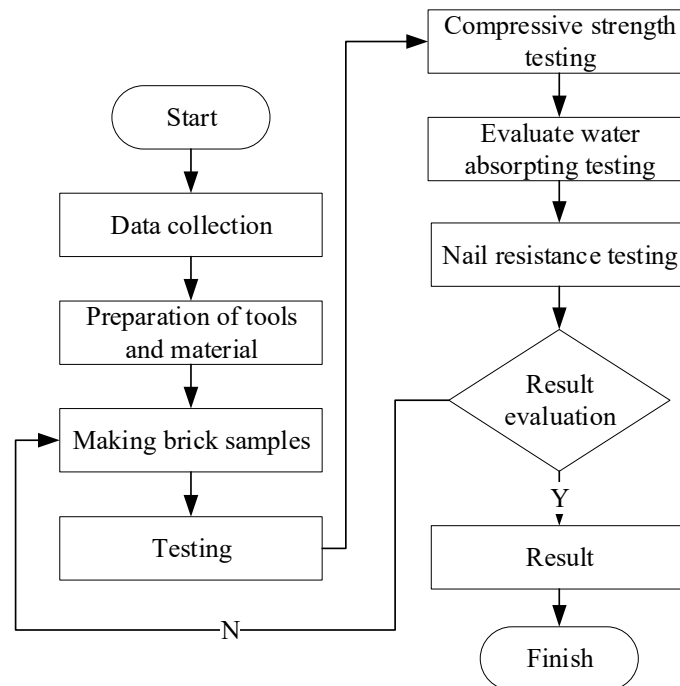 Start
Data collection
Preparation of tools
and material
Making brick samples
Testing
Compressive strength
testing
Evaluate water
absorpting testing
Nail resistance testing
Result
evaluation
Y
N
Result
Finish